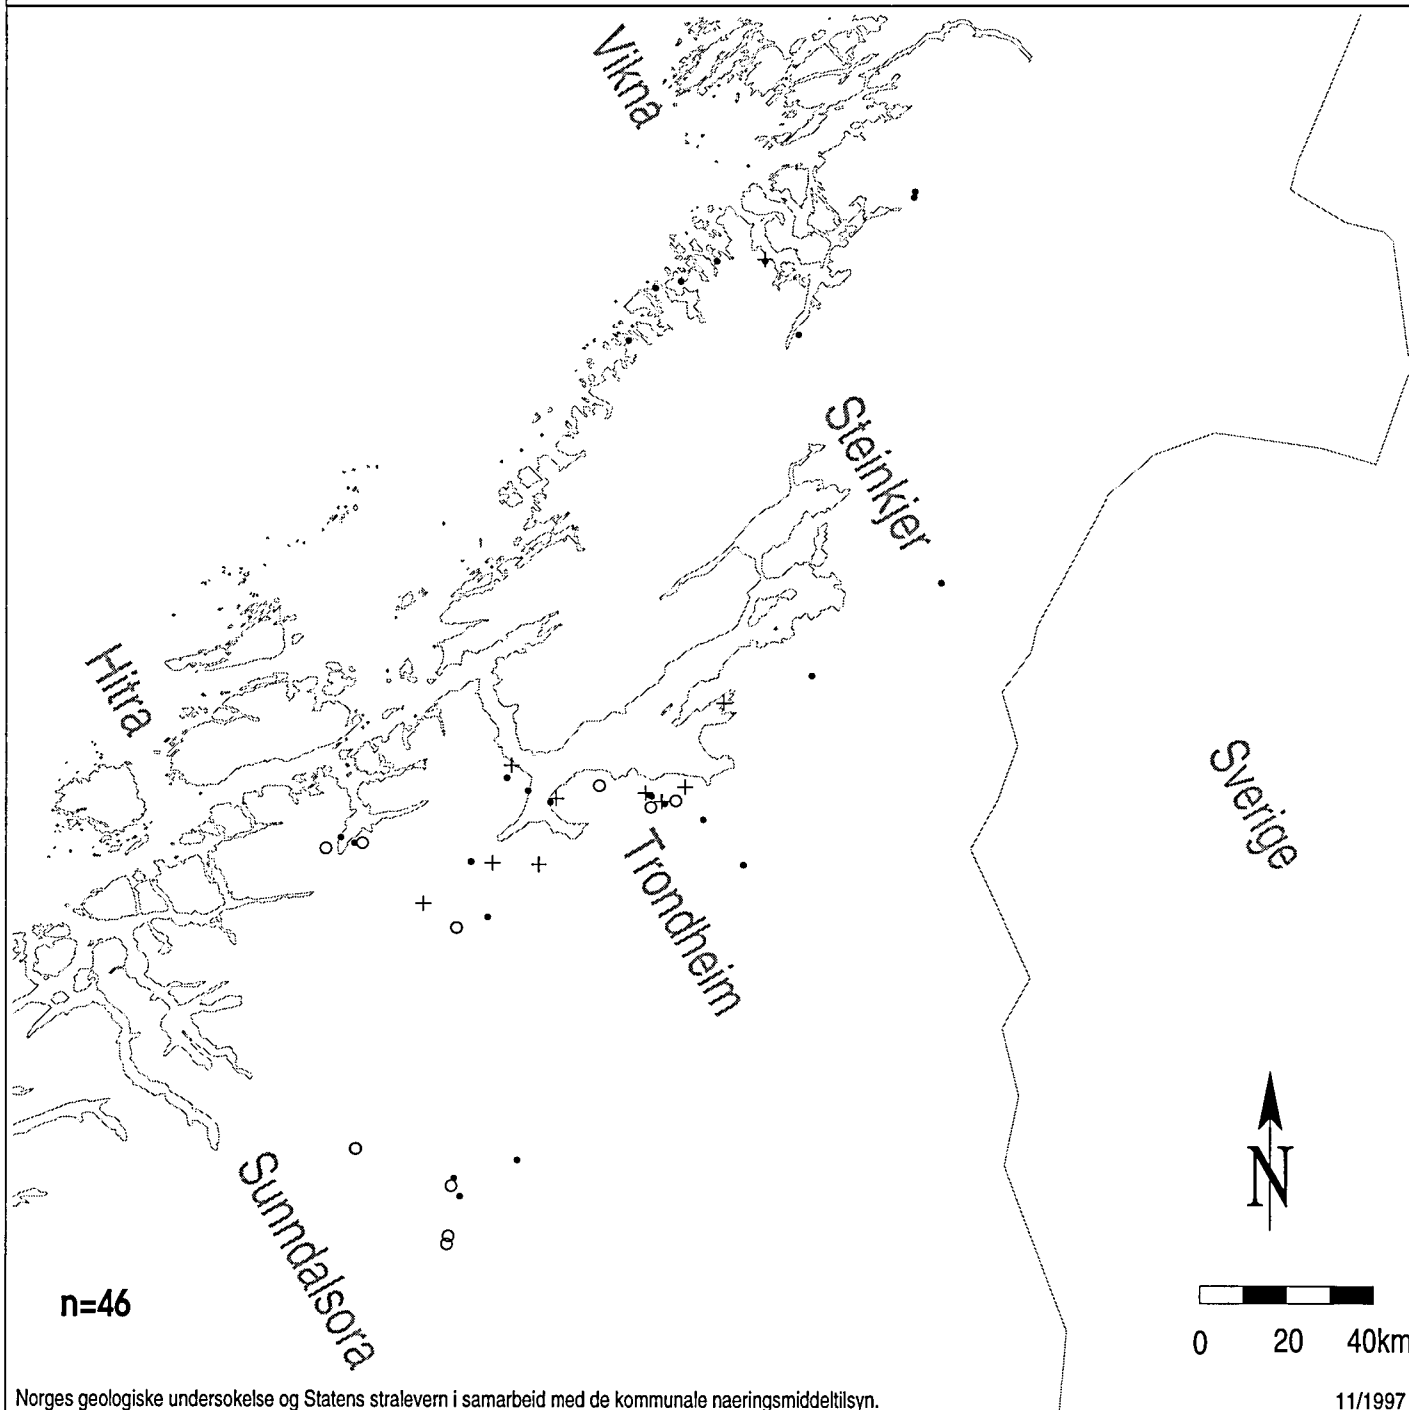 Vikna
Steinkjer
Hitra
Sverige
Trondheim
Sunndalsora
N
n=46
0 20 40km
Norges geologiske undersokelse og Statens stralevern i samarbeid med de kommunale naeringsmiddeltilsyn.
11/1997